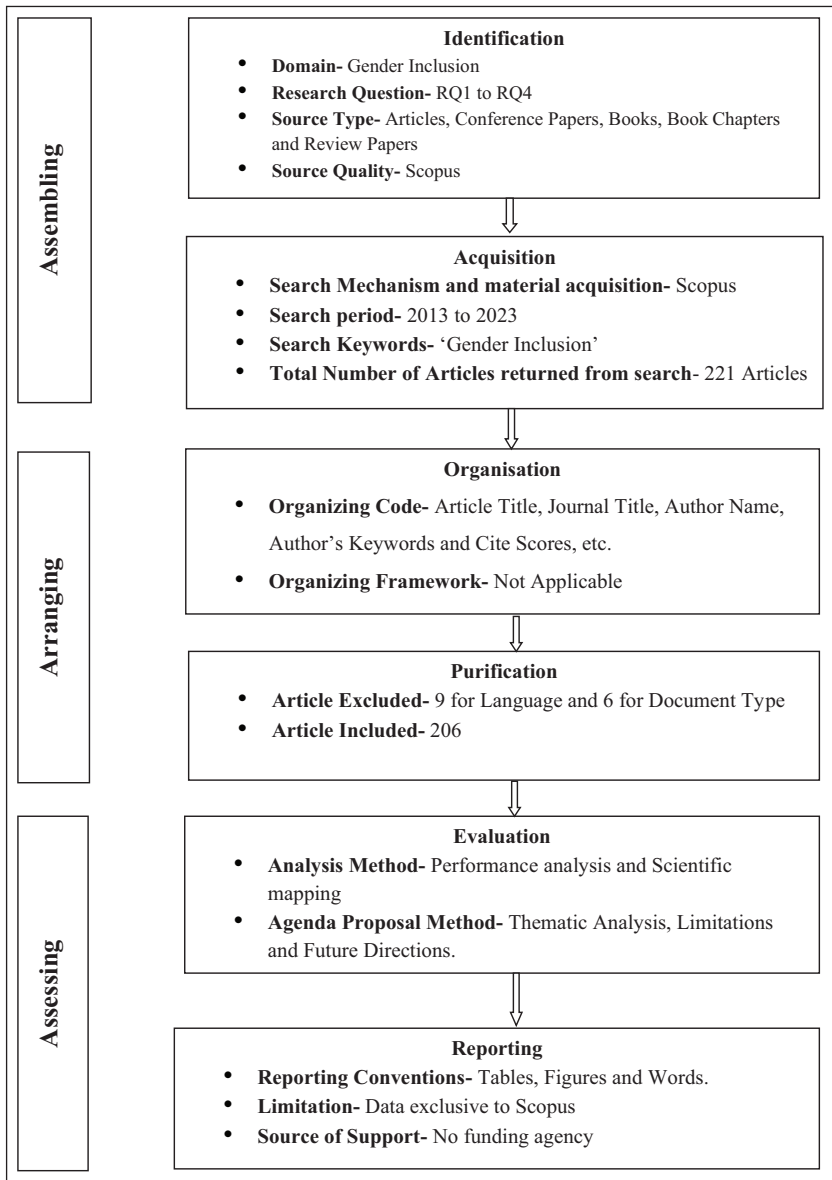 Assembling
Identification
• Domain- Gender Inclusion
• Research Question- RQ1 to RQ4
• Source Type- Articles, Conference Papers, Books, Book Chapters
and Review Papers
• Source Quality- Scopus
Acquisition
• Search Mechanism and material acquisition- Scopus
• Search period- 2013 to 2023
• Search Keywords- ‘Gender Inclusion’
• Total Number of Articles returned from search- 221 Articles
Arranging
Organisation
• Organizing Code- Article Title, Journal Title, Author Name,
Author’s Keywords and Cite Scores, etc.
• Organizing Framework- Not Applicable
Purification
• Article Excluded- 9 for Language and 6 for Document Type
• Article Included- 206
Assessing
Evaluation
• Analysis Method- Performance analysis and Scientific
mapping
• Agenda Proposal Method- Thematic Analysis, Limitations
and Future Directions.
Reporting
• Reporting Conventions- Tables, Figures and Words.
• Limitation- Data exclusive to Scopus
• Source of Support- No funding agency